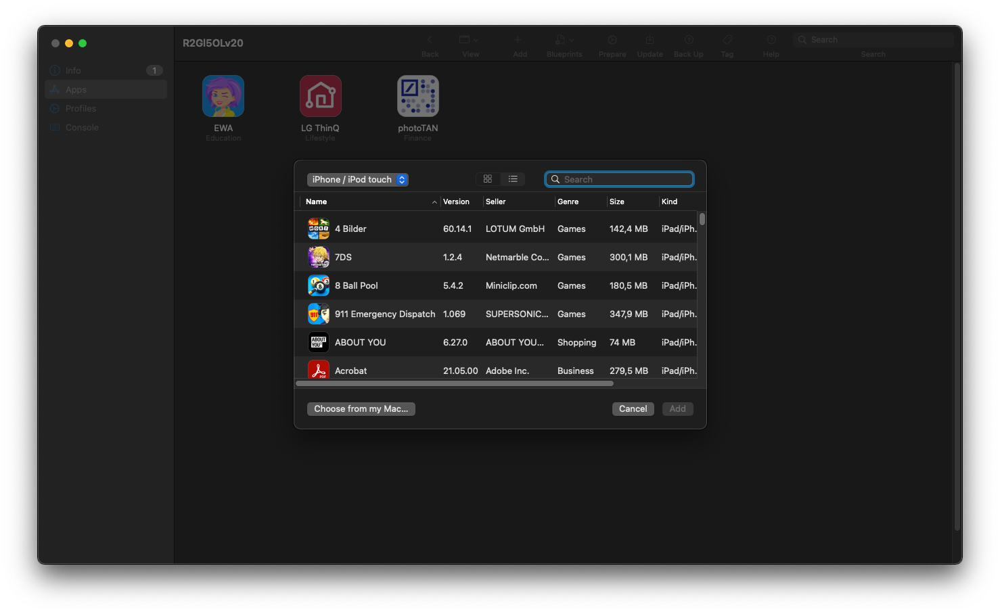 R2Gl5OLv20
Back
View
Add
Blueprints
Prepare
Update
Back Up
Tag
Help
Search
Search
Info
1
Apps
Profiles
Console
EWA
Education
LG ThinQ
Lifestyle
photoTAN
Finance
iPhone / iPod touch
Search
Name Version Seller Genre Size Kind
4 Bilder 60.14.1 LOTUM GmbH Games 142,4 MB iPad/iPh.
7DS 1.2.4 Netmarble Co... Games 300,1 MB iPad/iPh.
8 Ball Pool 5.4.2 Miniclip.com Games 180,5 MB iPad/iPh.
911 Emergency Dispatch 1.069 SUPERSONIC... Games 347,9 MB iPad/iPh.
ABOUT YOU 6.27.0 ABOUT YOU... Shopping 74 MB iPad/iPh.
Acrobat 21.05.00 Adobe Inc. Business 279,5 MB iPad/iPh.
Choose from my Mac...
Cancel
Add